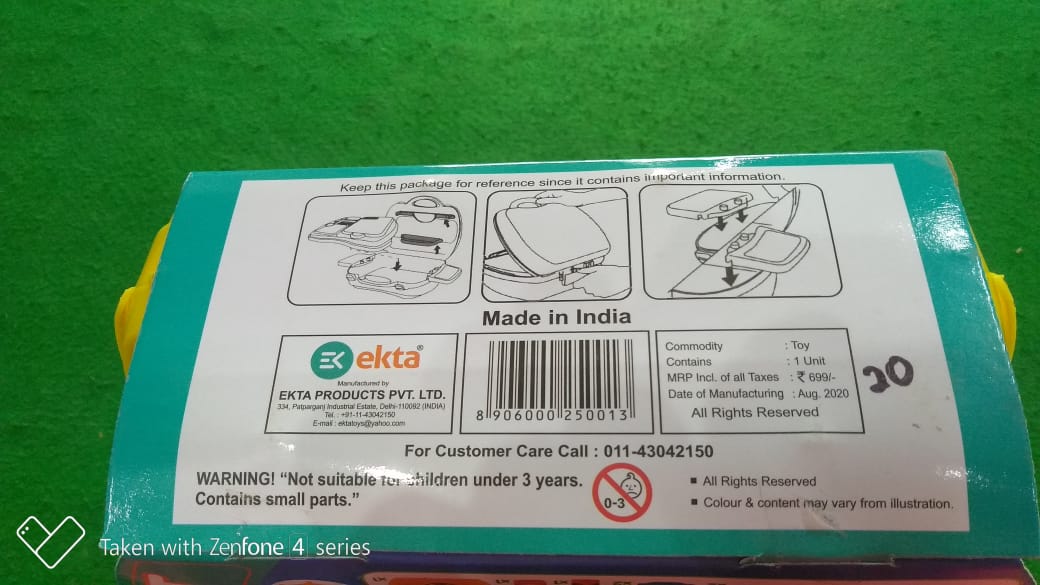 Keep this package for reference since it contains important information.
Made in India
EK ekta®
Manufactured by
EKTA PRODUCTS PVT. LTD.
334, Patparganj Industrial Estate, Delhi-110092 (INDIA)
Tel. : +91-11-43042150
E-mail : ektatoys@yahoo.com
8 906000 250013
Commodity : Toy
Contains : 1 Unit
MRP Incl. of all Taxes : ₹ 699/-
Date of Manufacturing : Aug. 2020
All Rights Reserved
20
For Customer Care Call : 011-43042150
WARNING! “Not suitable for children under 3 years.
Contains small parts.”
0-3
▪ All Rights Reserved
▪ Colour & content may vary from illustration.
Taken with Zenfone 4 series